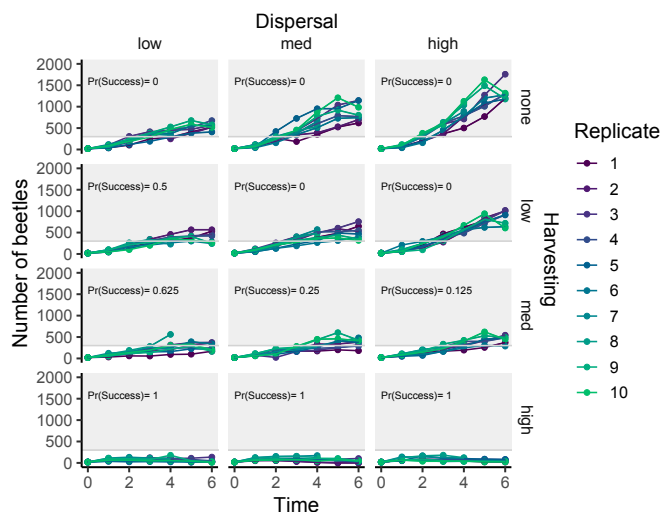 Dispersal
low med high
Number of beetles
Harvesting
2000
1500
1000
500
0
Pr(Success)= 0
Pr(Success)= 0
Pr(Success)= 0
none
2000
1500
1000
500
0
Pr(Success)= 0.5
Pr(Success)= 0
Pr(Success)= 0
low
2000
1500
1000
500
0
Pr(Success)= 0.625
Pr(Success)= 0.25
Pr(Success)= 0.125
med
2000
1500
1000
500
0
Pr(Success)= 1
Pr(Success)= 1
Pr(Success)= 1
high
0 2 4 6 0 2 4 6 0 2 4 6
Time
Replicate
1
2
3
4
5
6
7
8
9
10